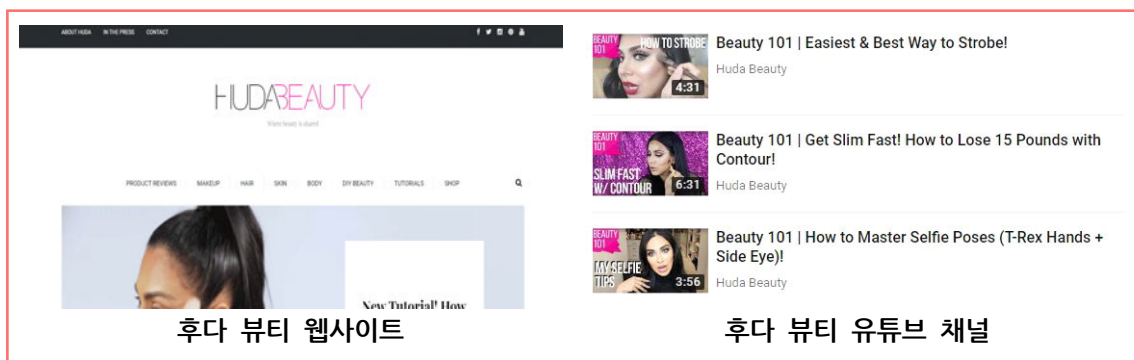 ABOUT HUDA IN THE PRESS CONTACT
HUDABEAUTY
Where beauty is shared
PRODUCT REVIEWS MAKEUP HAIR SKIN BODY DIY BEAUTY TUTORIALS SHOP
New Tutorial! How
후다 뷰티 웹사이트
BEAUTY 101
HOW TO STROBE
4:31
Beauty 101 | Easiest & Best Way to Strobe!
Huda Beauty
BEAUTY 101
SLIM FAST
W/ CONTOUR
6:31
Beauty 101 | Get Slim Fast! How to Lose 15 Pounds with
Contour!
Huda Beauty
BEAUTY 101
MY SELFIE
TIPS
3:56
Beauty 101 | How to Master Selfie Poses (T-Rex Hands +
Side Eye)!
Huda Beauty
후다 뷰티 유튜브 채널